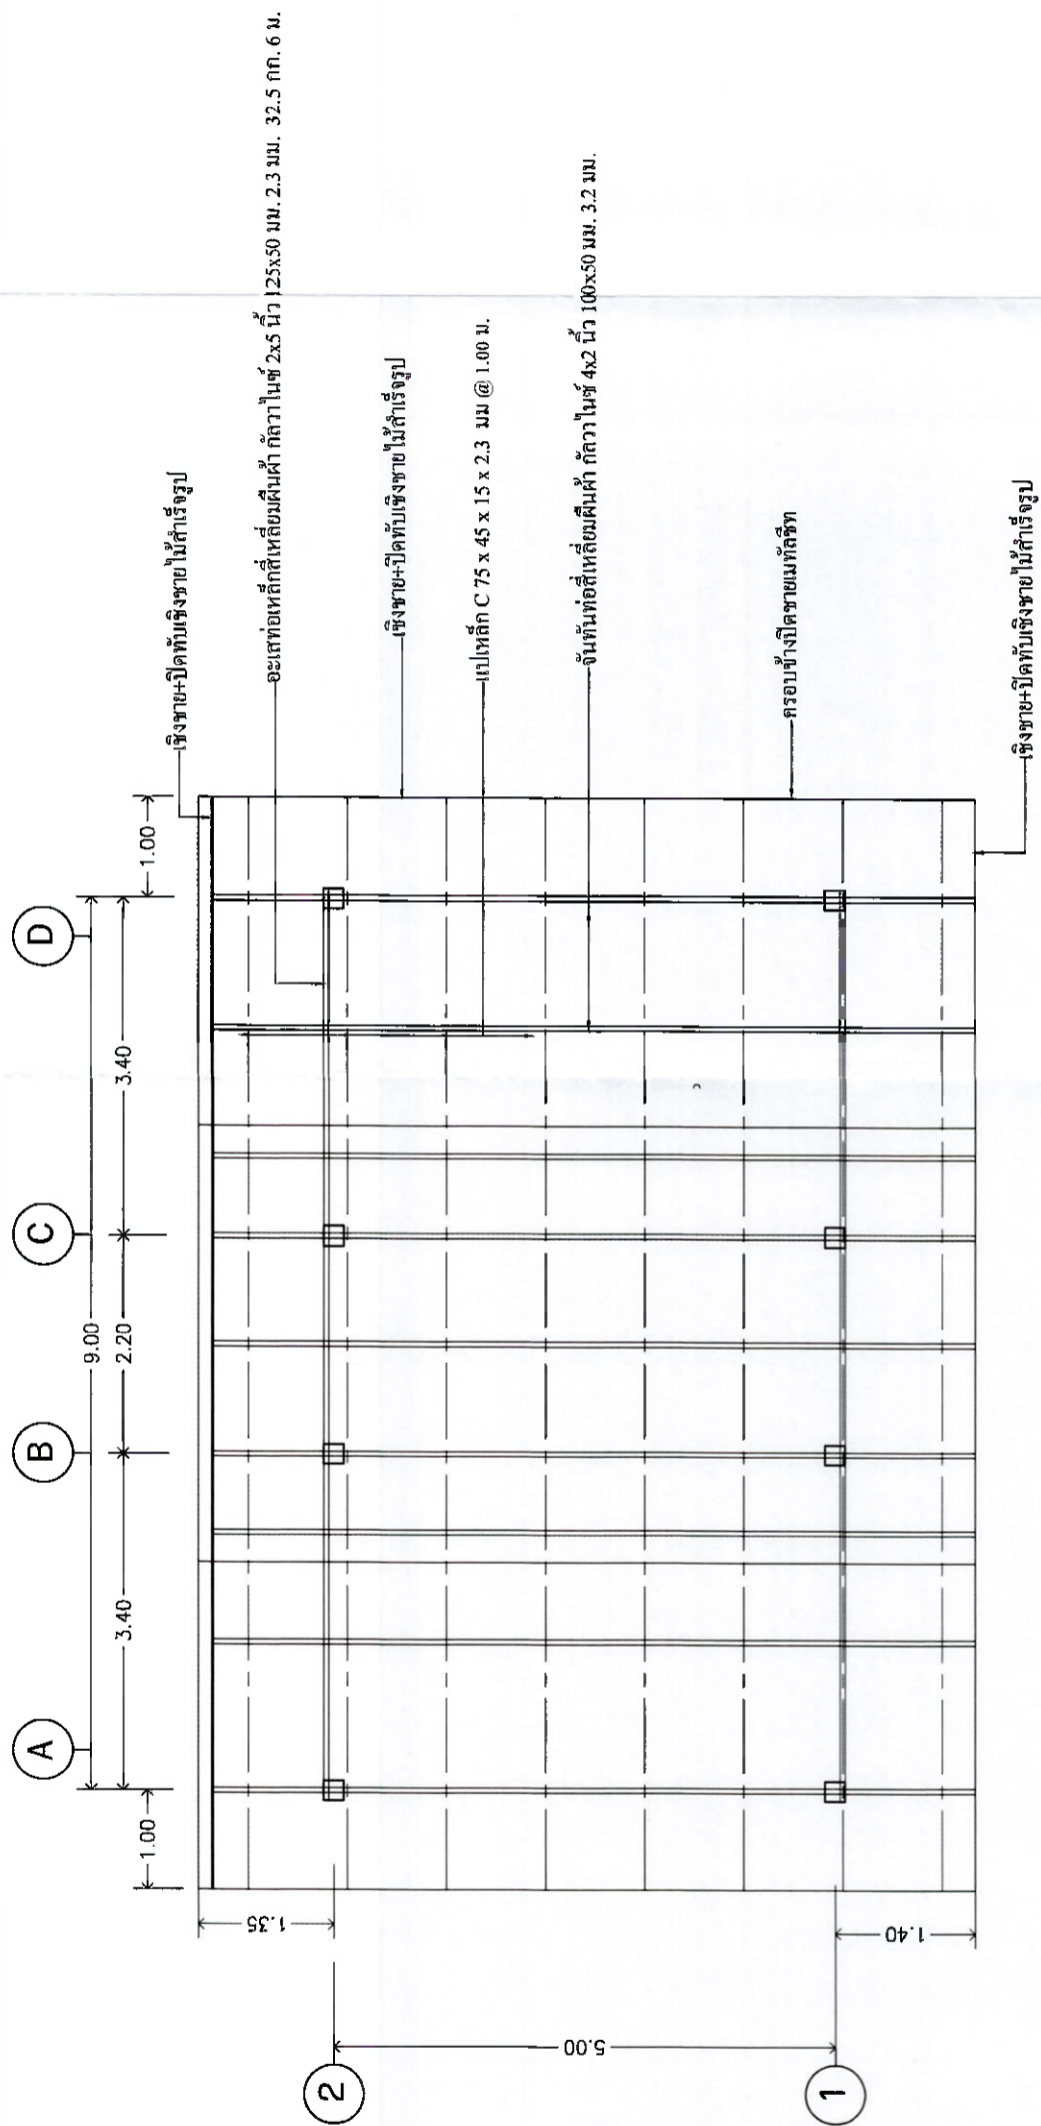 A
B
C
D
9.00
1.00
3.40
2.20
3.40
1.00
1.35
2
5.00
1
1.40
เชิงชาย+ปิดทับเชิงชายไม้สำเร็จรูป
อะเสท่อเหล็กสี่เหลี่ยมผืนผ้า กัลวาไนซ์ 2x5 นิ้ว 125x50 มม. 2.3 มม. 32.5 กก. 6 ม.
เชิงชาย+ปิดทับเชิงชายไม้สำเร็จรูป
แปเหล็ก C 75 x 45 x 15 x 2.3 มม @ 1.00 ม.
จันทันท่อสี่เหลี่ยมผืนผ้า กัลวาไนซ์ 4x2 นิ้ว 100x50 มม. 3.2 มม.
ครอบข้างปิดชายเมทัลชีท
เชิงชาย+ปิดทับเชิงชายไม้สำเร็จรูป